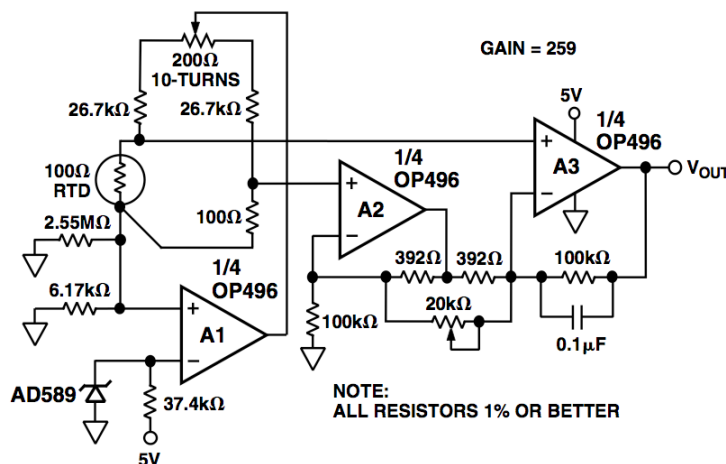 200Ω
10-TURNS
GAIN = 259
26.7kΩ
26.7kΩ
5V
1/4
OP496
+
A3
−
VOUT
100Ω
RTD
1/4
OP496
+
A2
−
100Ω
2.55MΩ
392Ω
392Ω
100kΩ
6.17kΩ
1/4
OP496
+
A1
−
100kΩ
20kΩ
0.1μF
AD589
37.4kΩ
5V
NOTE:
ALL RESISTORS 1% OR BETTER